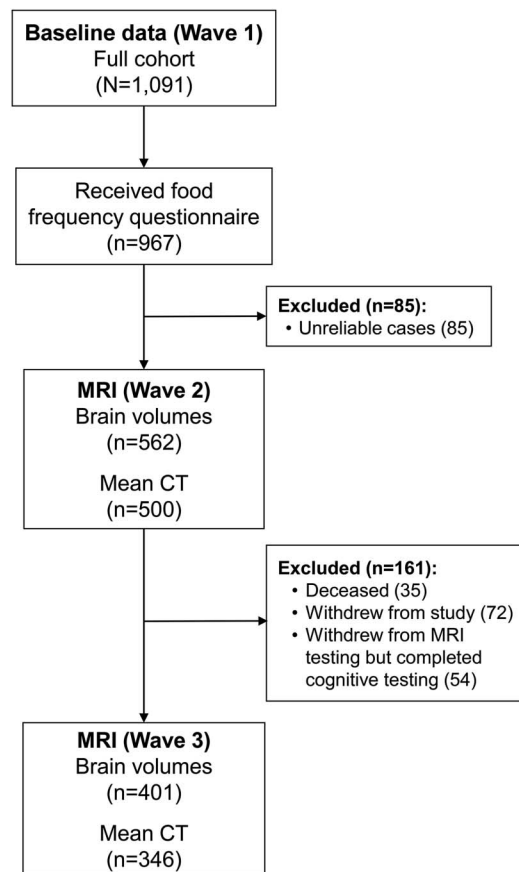 Baseline data (Wave 1)
Full cohort
(N=1,091)
Received food
frequency questionnaire
(n=967)
Excluded (n=85):
• Unreliable cases (85)
MRI (Wave 2)
Brain volumes
(n=562)
Mean CT
(n=500)
Excluded (n=161):
• Deceased (35)
• Withdrew from study (72)
• Withdrew from MRI
testing but completed
cognitive testing (54)
MRI (Wave 3)
Brain volumes
(n=401)
Mean CT
(n=346)